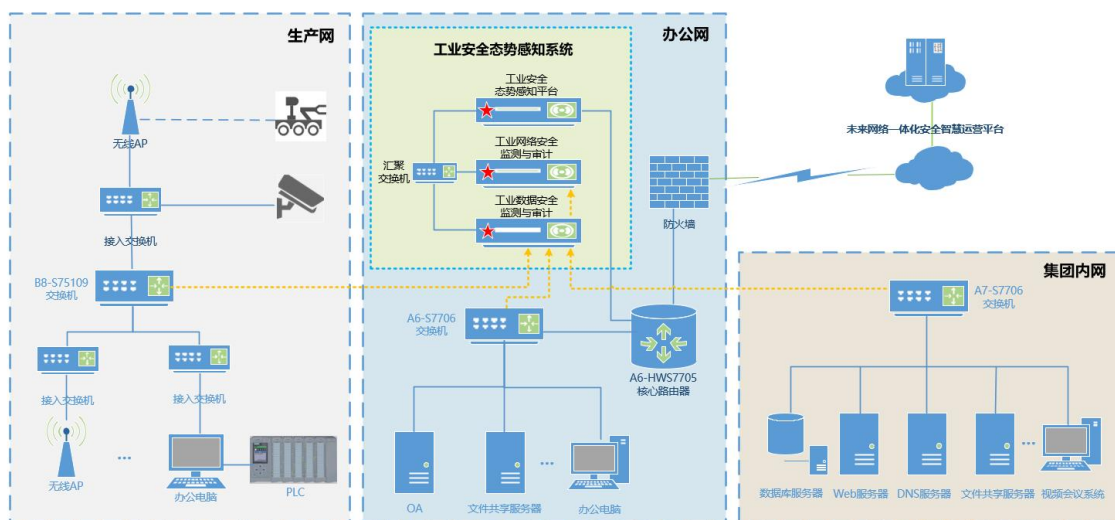 生产网
无线AP
接入交换机
B8-S75109
交换机
接入交换机
接入交换机
无线AP
...
办公电脑
PLC
办公网
工业安全态势感知系统
工业安全
态势感知平台
汇聚
交换机
工业网络安全
监测与审计
工业数据安全
监测与审计
防火墙
A6-S7706
交换机
A6-HWS7705
核心路由器
OA
文件共享服务器
...
办公电脑
未来网络一体化安全智慧运营平台
集团内网
A7-S7706
交换机
数据库服务器
Web服务器
DNS服务器
文件共享服务器
...
视频会议系统